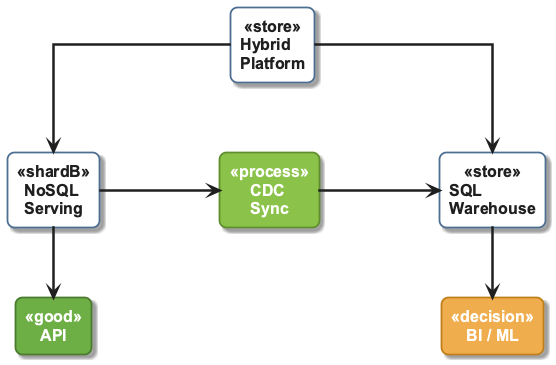 «store»
Hybrid
Platform
«shardB»
NoSQL
Serving
«process»
CDC
Sync
«store»
SQL
Warehouse
«good»
API
«decision»
BI / ML